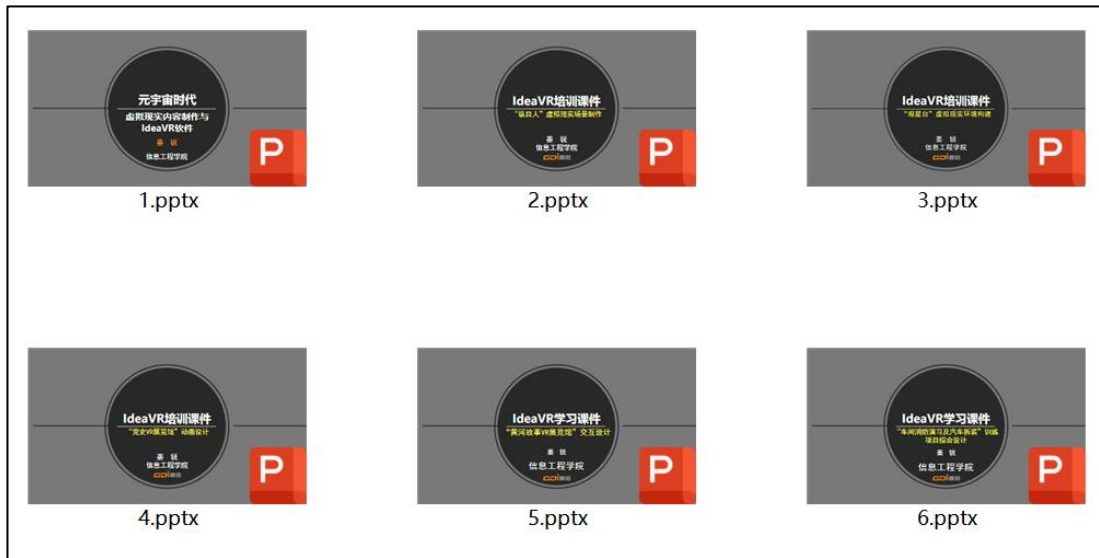 元宇宙时代
虚拟现实内容制作与
IdeaVR软件
姜 锐
信息工程学院
P
1.pptx
IdeaVR培训课件
“纵目人”虚拟现实场景制作
姜 锐
信息工程学院
GDi
P
2.pptx
IdeaVR培训课件
“观星台”虚拟现实环境构建
姜 锐
信息工程学院
GDi
P
3.pptx
IdeaVR培训课件
“党史VR展览馆”动画设计
姜 锐
信息工程学院
GDi
P
4.pptx
IdeaVR学习课件
“黄河故事VR展览馆”交互设计
姜 锐
信息工程学院
GDi
P
5.pptx
IdeaVR学习课件
“车间消防演习及汽车拆装”训练
项目综合设计
姜 锐
信息工程学院
GDi
P
6.pptx